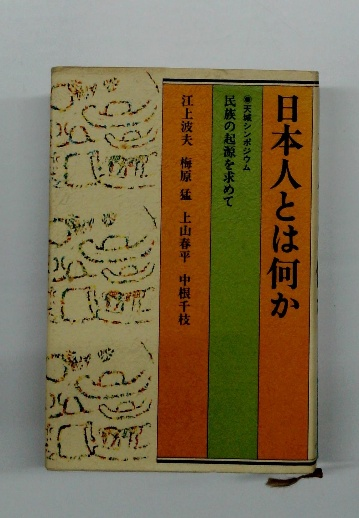 日本人とは何か
天城シンポジウム
民族の起源を求めて
江上波夫 梅原 猛 上山春平 中根千枝